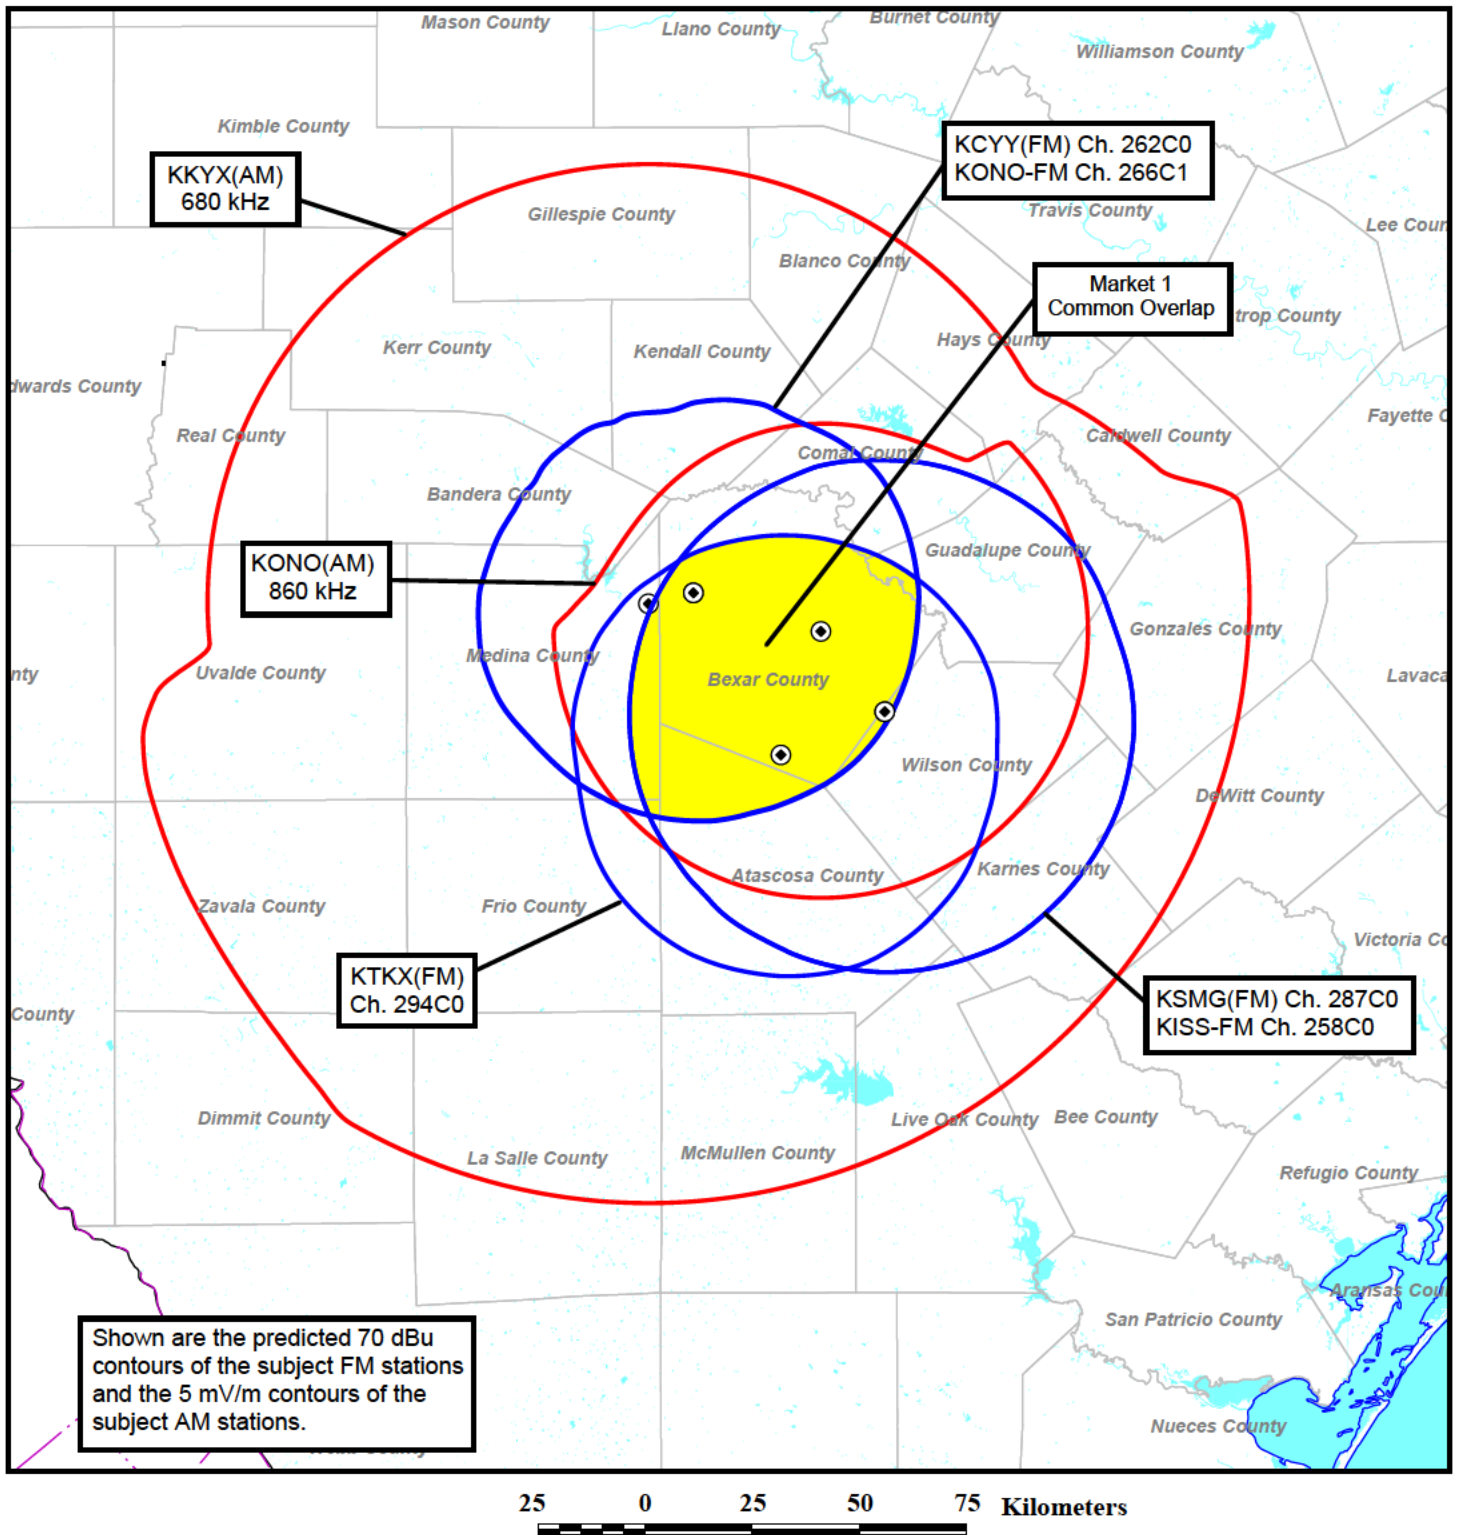 Mason County
Llano County
Burnet County
Williamson County
Kimble County
KCYY(FM) Ch. 262C0
KONO-FM Ch. 266C1
KKYX(AM)
680 kHz
Gillespie County
Travis County
Lee Coun
Blanco County
Market 1
Common Overlap
trop County
Hays County
Kerr County
Kendall County
dwards County
Fayette C
Real County
Caldwell County
Comal County
Bandera County
Guadalupe County
KONO(AM)
860 kHz
Gonzales County
Medina County
Uvalde County
nty
Bexar County
Lavaca
Wilson County
DeWitt County
Atascosa County
Karnes County
Zavala County
Frio County
Victoria Co
KTKX(FM)
Ch. 294C0
KSMG(FM) Ch. 287C0
KISS-FM Ch. 258C0
County
Dimmit County
Live Oak County
Bee County
La Salle County
McMullen County
Refugio County
Aransas Cou
San Patricio County
Shown are the predicted 70 dBu
contours of the subject FM stations
and the 5 mV/m contours of the
subject AM stations.
Nueces County
25 0 25 50 75 Kilometers